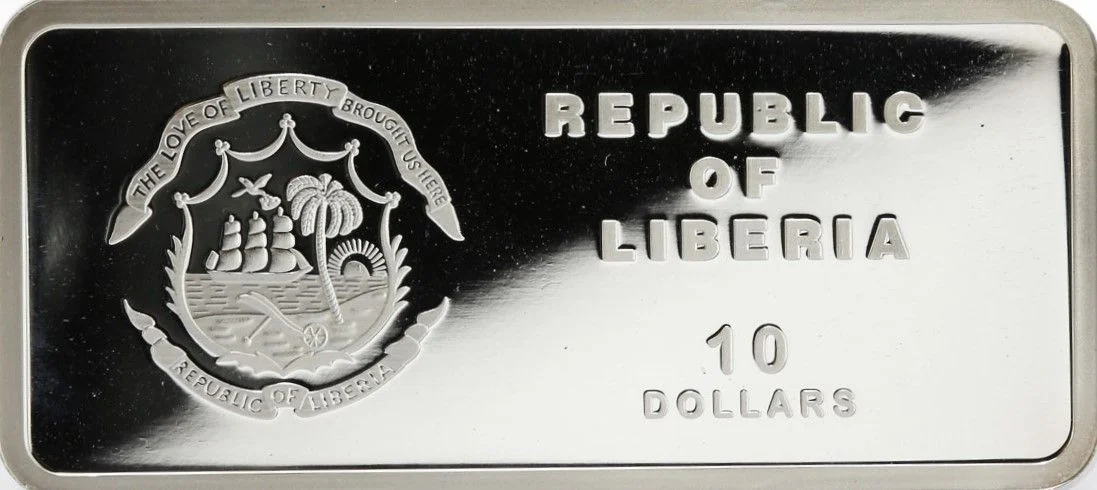 THE LOVE OF LIBERTY BROUGHT US HERE
REPUBLIC OF LIBERIA
REPUBLIC
OF
LIBERIA
10
DOLLARS